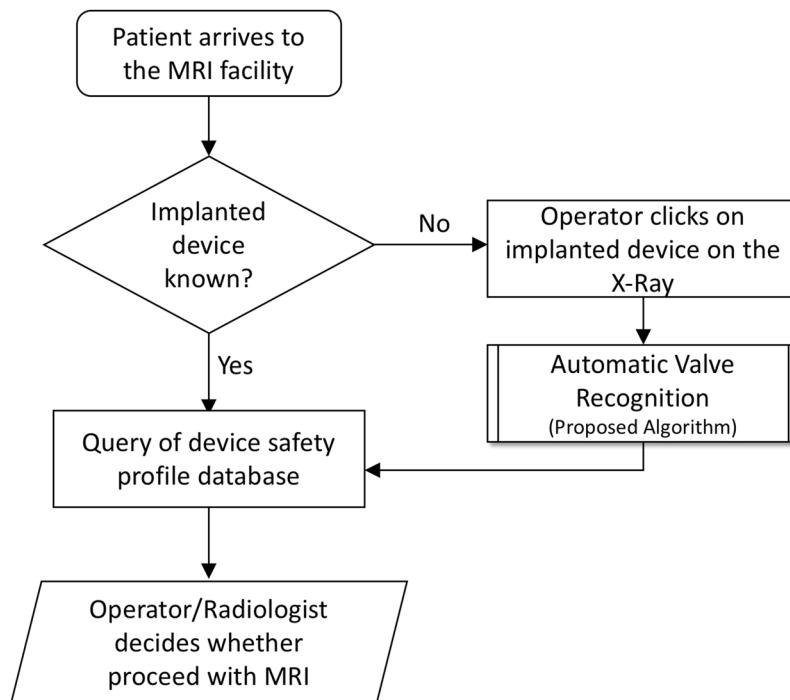 Patient arrives to
the MRI facility
Implanted
device
known?
No
Operator clicks on
implanted device on the
X-Ray
Yes
Automatic Valve
Recognition
(Proposed Algorithm)
Query of device safety
profile database
Operator/Radiologist
decides whether
proceed with MRI